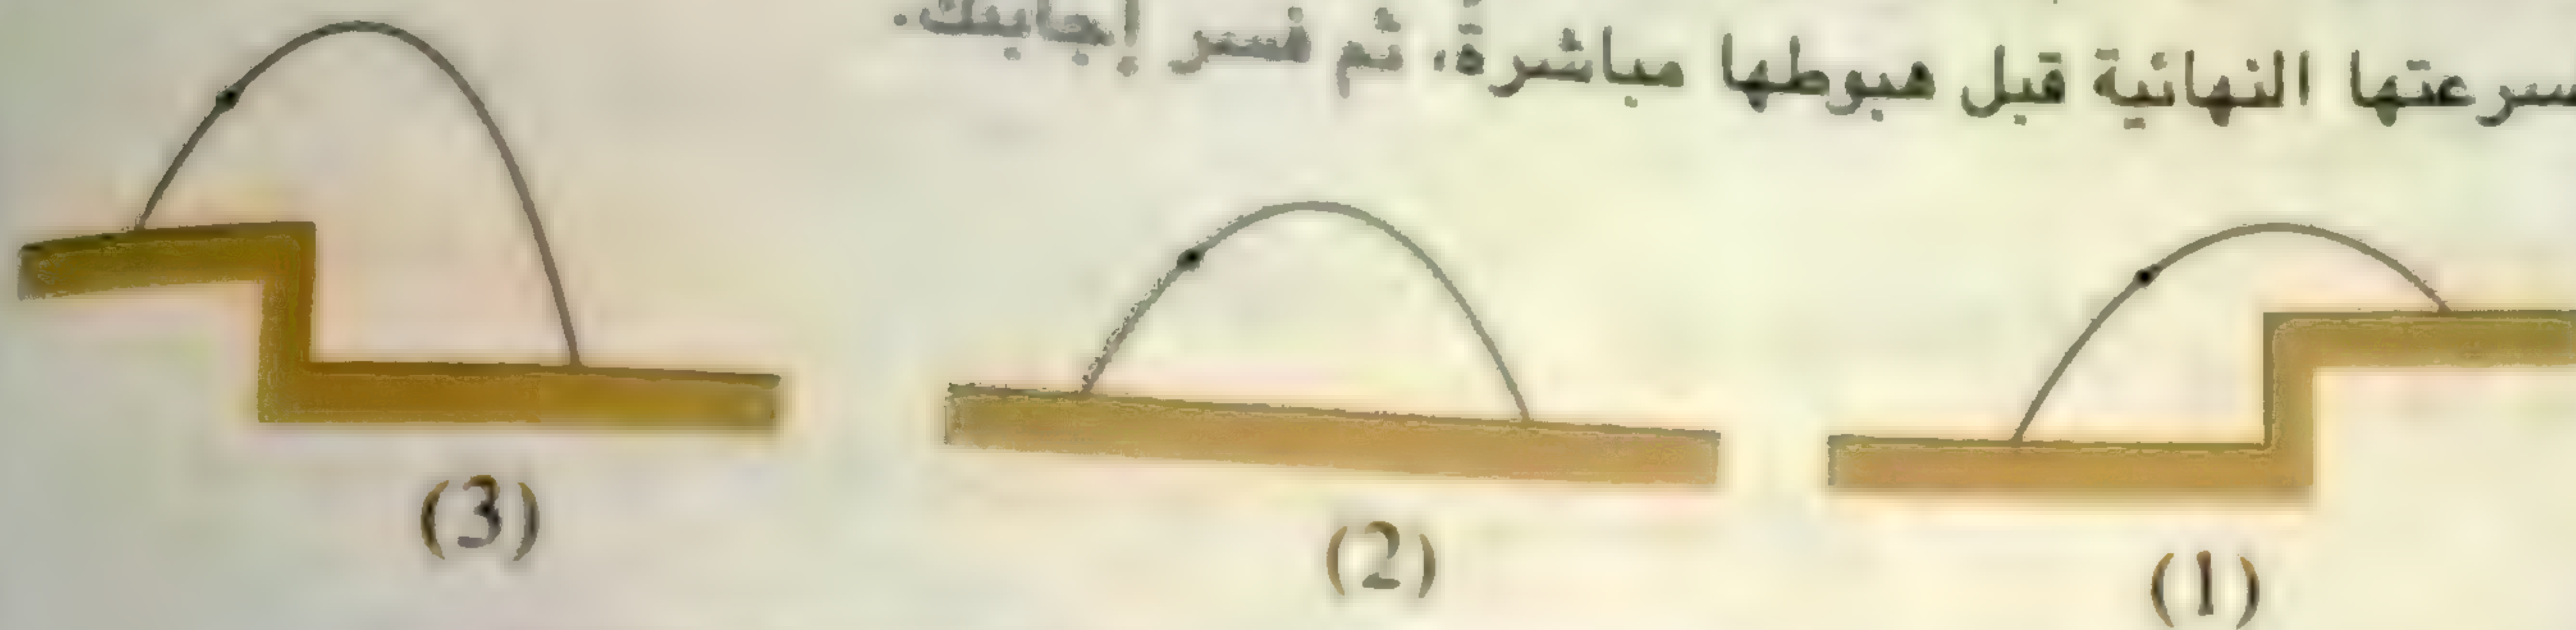 سرعتها النهائية قبل هبوطها مباشرةً، ثم فسر إجابتك.
(3)
(2)
(1)